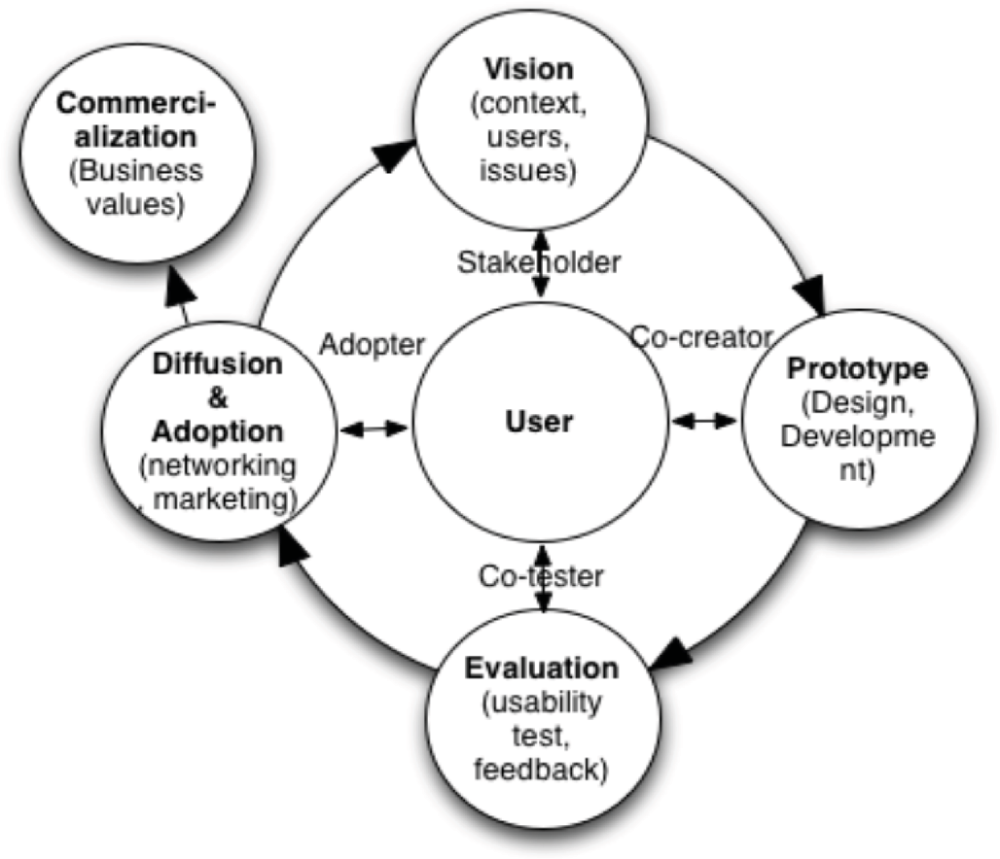 Vision
(context,
users,
issues)
Commerci-
alization
(Business
values)
Stakeholder
Adopter
Co-creator
Diffusion
&
Adoption
(networking
, marketing)
User
Prototype
(Design,
Developme
nt)
Co-tester
Evaluation
(usability
test,
feedback)